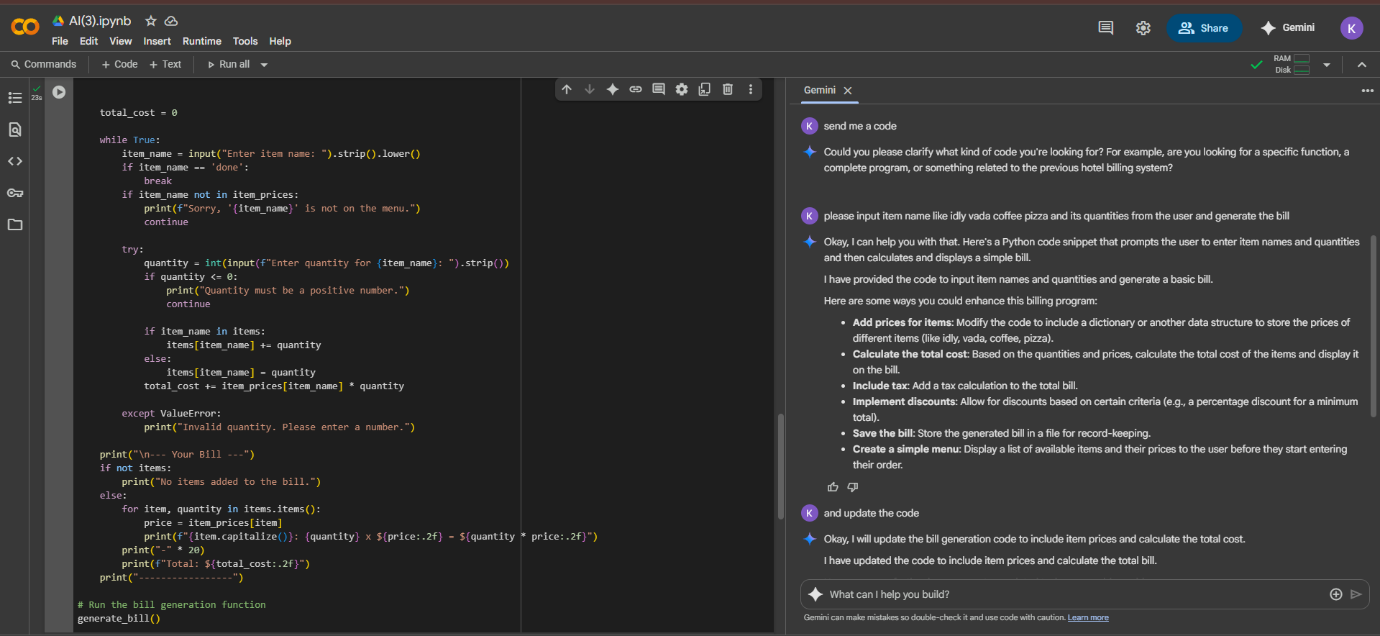 AI(3).ipynb
File Edit View Insert Runtime Tools Help
Share
Gemini
K
Commands + Code + Text Run all
RAM
Disk
23s
total_cost = 0
while True:
item_name = input("Enter item name: ").strip().lower()
if item_name == 'done':
break
if item_name not in item_prices:
print(f"Sorry, '{item_name}' is not on the menu.")
continue
try:
quantity = int(input(f"Enter quantity for {item_name}: ").strip())
if quantity <= 0:
print("Quantity must be a positive number.")
continue
if item_name in items:
items[item_name] += quantity
else:
items[item_name] = quantity
total_cost += item_prices[item_name] * quantity
except ValueError:
print("Invalid quantity. Please enter a number.")
print("\n--- Your Bill ---")
if not items:
print("No items added to the bill.")
else:
for item, quantity in items.items():
price = item_prices[item]
print(f"{item.capitalize()}: {quantity} x ${price:.2f} = ${quantity * price:.2f}")
print("-" * 20)
print(f"Total: ${total_cost:.2f}")
print("-----------------")
# Run the bill generation function
generate_bill()
Gemini
K send me a code
Could you please clarify what kind of code you're looking for? For example, are you looking for a specific function, a
complete program, or something related to the previous hotel billing system?
K please input item name like idly vada coffee pizza and its quantities from the user and generate the bill
Okay, I can help you with that. Here's a Python code snippet that prompts the user to enter item names and quantities
and then calculates and displays a simple bill.
I have provided the code to input item names and quantities and generate a basic bill.
Here are some ways you could enhance this billing program:
• Add prices for items: Modify the code to include a dictionary or another data structure to store the prices of
different items (like idly, vada, coffee, pizza).
• Calculate the total cost: Based on the quantities and prices, calculate the total cost of the items and display it
on the bill.
• Include tax: Add a tax calculation to the total bill.
• Implement discounts: Allow for discounts based on certain criteria (e.g., a percentage discount for a minimum
total).
• Save the bill: Store the generated bill in a file for record-keeping.
• Create a simple menu: Display a list of available items and their prices to the user before they start entering
their order.
K and update the code
Okay, I will update the bill generation code to include item prices and calculate the total cost.
I have updated the code to include item prices and calculate the total bill.
What can I help you build?
Gemini can make mistakes so double-check it and use code with caution. Learn more